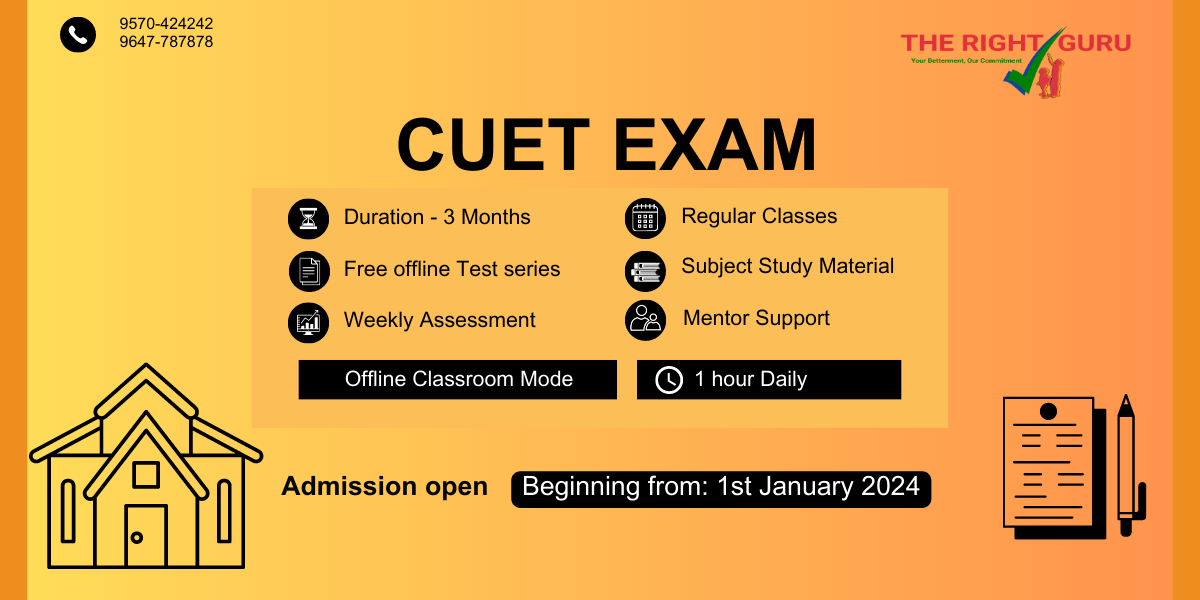 9570-424242
9647-787878
THE RIGHT GURU
Your Betterment, Our Commitment
CUET EXAM
Duration - 3 Months
Regular Classes
Free offline Test series
Subject Study Material
Weekly Assessment
Mentor Support
Offline Classroom Mode
1 hour Daily
Admission open
Beginning from: 1st January 2024